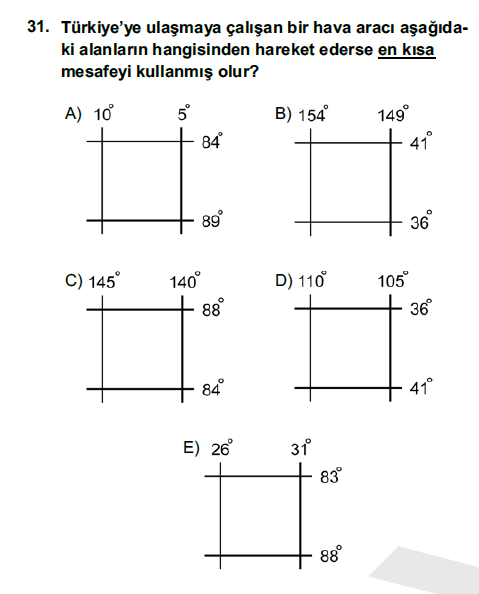 31. Türkiye'ye ulaşmaya çalışan bir hava aracı aşağıda-
ki alanların hangisinden hareket ederse en kısa
mesafeyi kullanmış olur?
A) 10° 5°
84°
89°
B) 154° 149°
41°
36°
C) 145° 140°
88°
84°
D) 110° 105°
36°
41°
E) 26° 31°
83°
88°